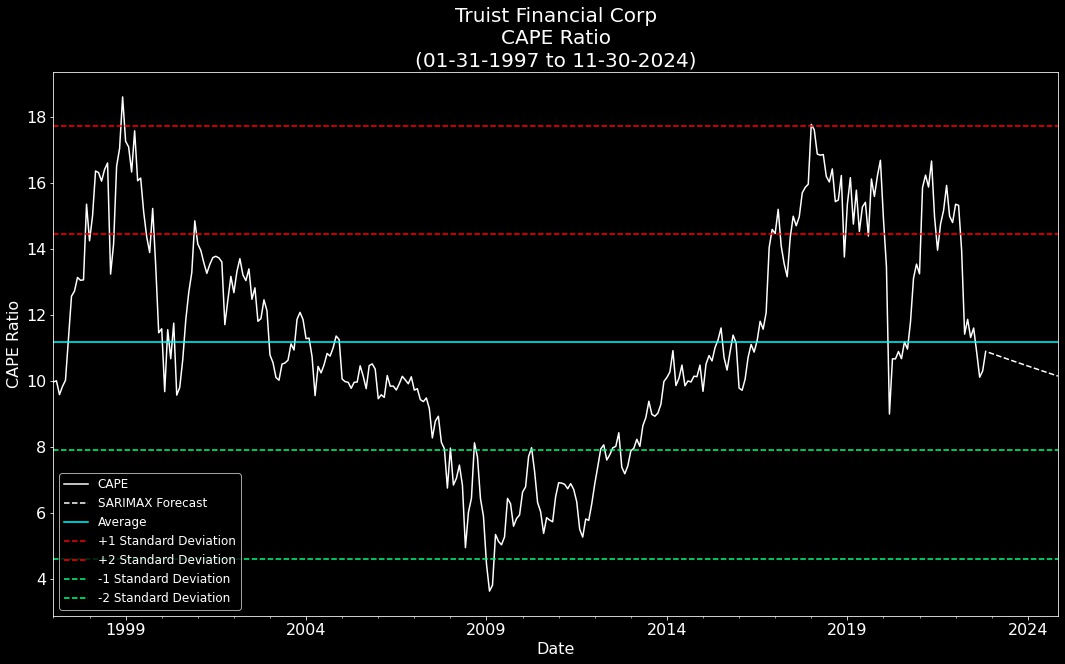 Truist Financial Corp
CAPE Ratio
(01-31-1997 to 11-30-2024)
CAPE Ratio
18
16
14
12
10
8
6
4
CAPE
SARIMAX Forecast
Average
+1 Standard Deviation
+2 Standard Deviation
-1 Standard Deviation
-2 Standard Deviation
1999
2004
2009
2014
2019
2024
Date